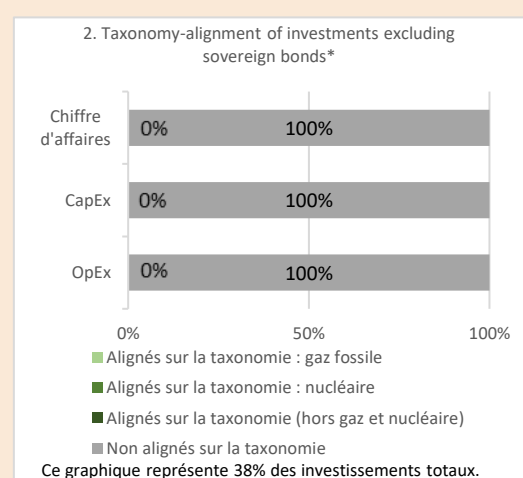 2. Taxonomy-alignment of investments excluding
sovereign bonds*
Chiffre
d'affaires
0%
100%
CapEx
0%
100%
OpEx
0%
100%
0%
50%
100%
Alignés sur la taxonomie : gaz fossile
Alignés sur la taxonomie : nucléaire
Alignés sur la taxonomie (hors gaz et nucléaire)
Non alignés sur la taxonomie
Ce graphique représente 38% des investissements totaux.